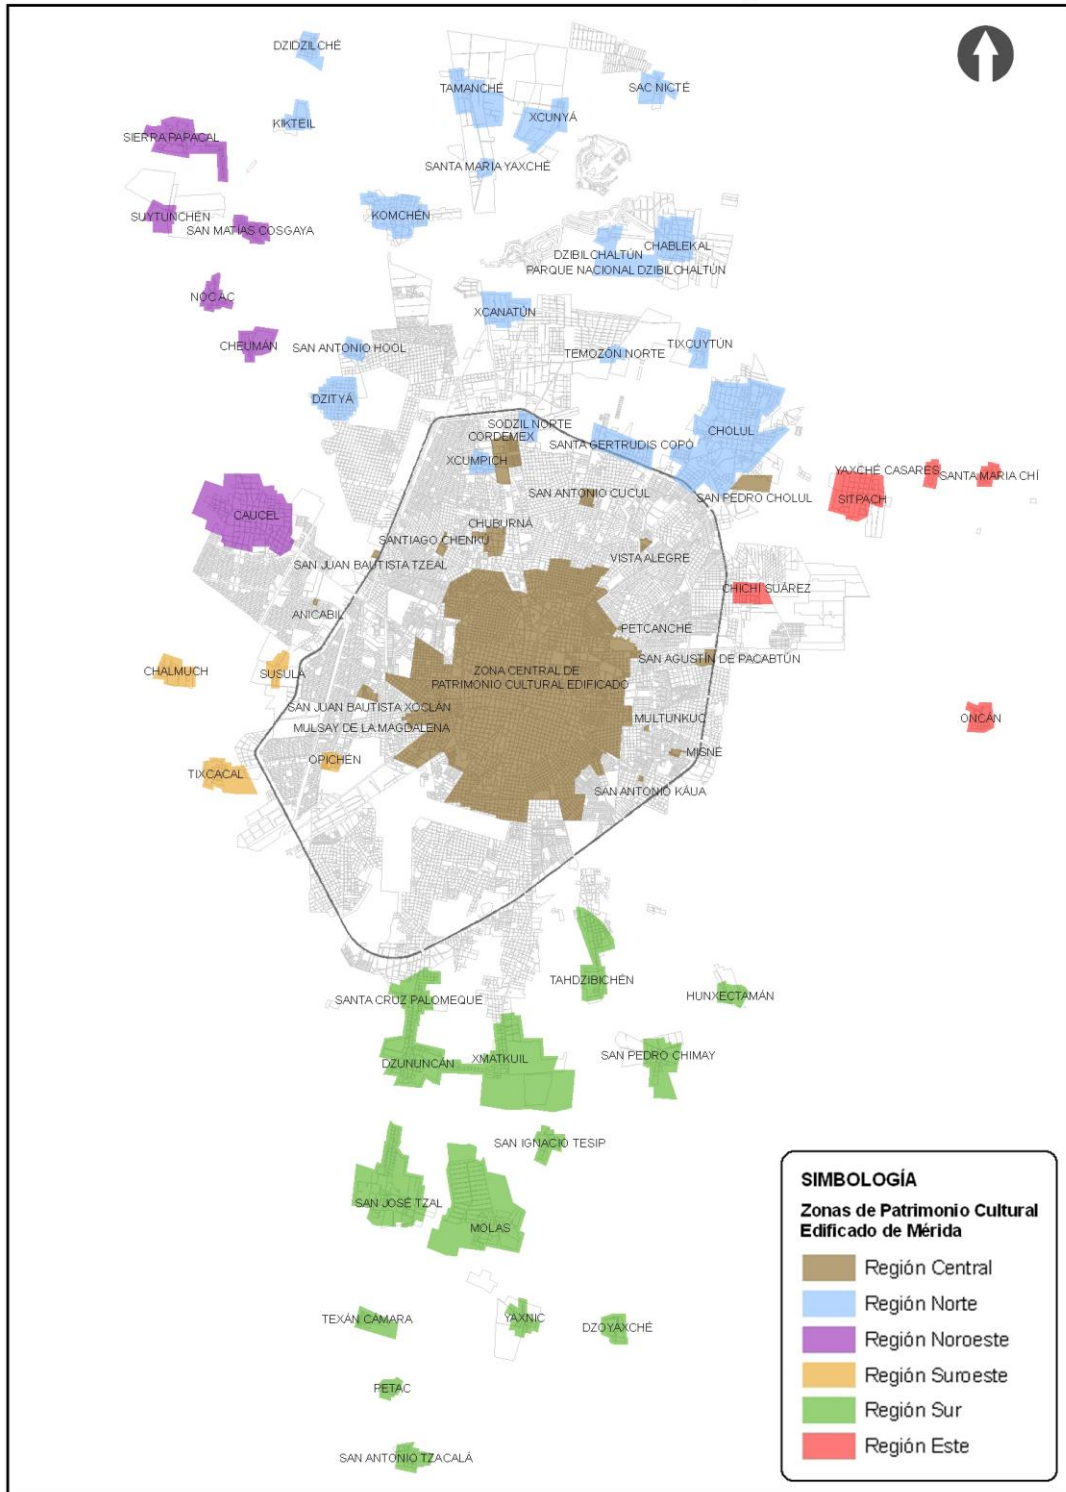 DZIDZILCHÉ
TAMANCHÉ
SAC NICTÉ
XCUNYÁ
KIKTEIL
SIERRA PAPACAL
SANTA MARIA YAXCHÉ
SUYTUNCHÉN
KOMCHÉN
SAN MATÍAS COSGAYA
CHABLEKAL
DZIBILCHALTÚN
PARQUE NACIONAL DZIBILCHALTÚN
NOC ÁC
XCANATÚN
CHEUMÁN
SAN ANTONIO HOOL
TEMOZÓN NORTE
TIXCUYTÚN
DZITYÁ
SODZIL NORTE
CORDEMEX
SANTA GERTRUDIS COPÓ
CHOLUL
XCUMPICH
YAXCHÉ CASARES
SANTA MARIA CHÍ
SAN ANTONIO CUCUL
SAN PEDRO CHOLUL
SITPACH
CAUCEL
CHUBURNÁ
SANTIAGO CHENKÚ
SAN JUAN BAUTISTA TZEAL
VISTA ALEGRE
CHICHÍ SUÁREZ
ANICABIL
PETCANCHÉ
CHALMUCH
SUSULÁ
ZONA CENTRAL DE
PATRIMONIO CULTURAL EDIFICADO
SAN AGUSTÍN DE PACABTÚN
SAN JUAN BAUTISTA XOCLÁN
MULTUNKUC
ONCÁN
MULSAY DE LA MAGDALENA
MISNÉ
OPICHÉN
TIXCACAL
SAN ANTONIO KÁUA
TAHDZIBICHÉN
SANTA CRUZ PALOMEQUE
HUNXECTAMÁN
DZUNUNCÁN
XMATKUIL
SAN PEDRO CHIMAY
SAN IGNACIO TESIP
SAN JOSÉ TZAL
MOLAS
TEXÁN CÁMARA
YAXNIC
DZOYAXCHÉ
PETAC
SAN ANTONIO TZACALÁ
SIMBOLOGÍA
Zonas de Patrimonio Cultural
Edificado de Mérida
Región Central
Región Norte
Región Noroeste
Región Suroeste
Región Sur
Región Este